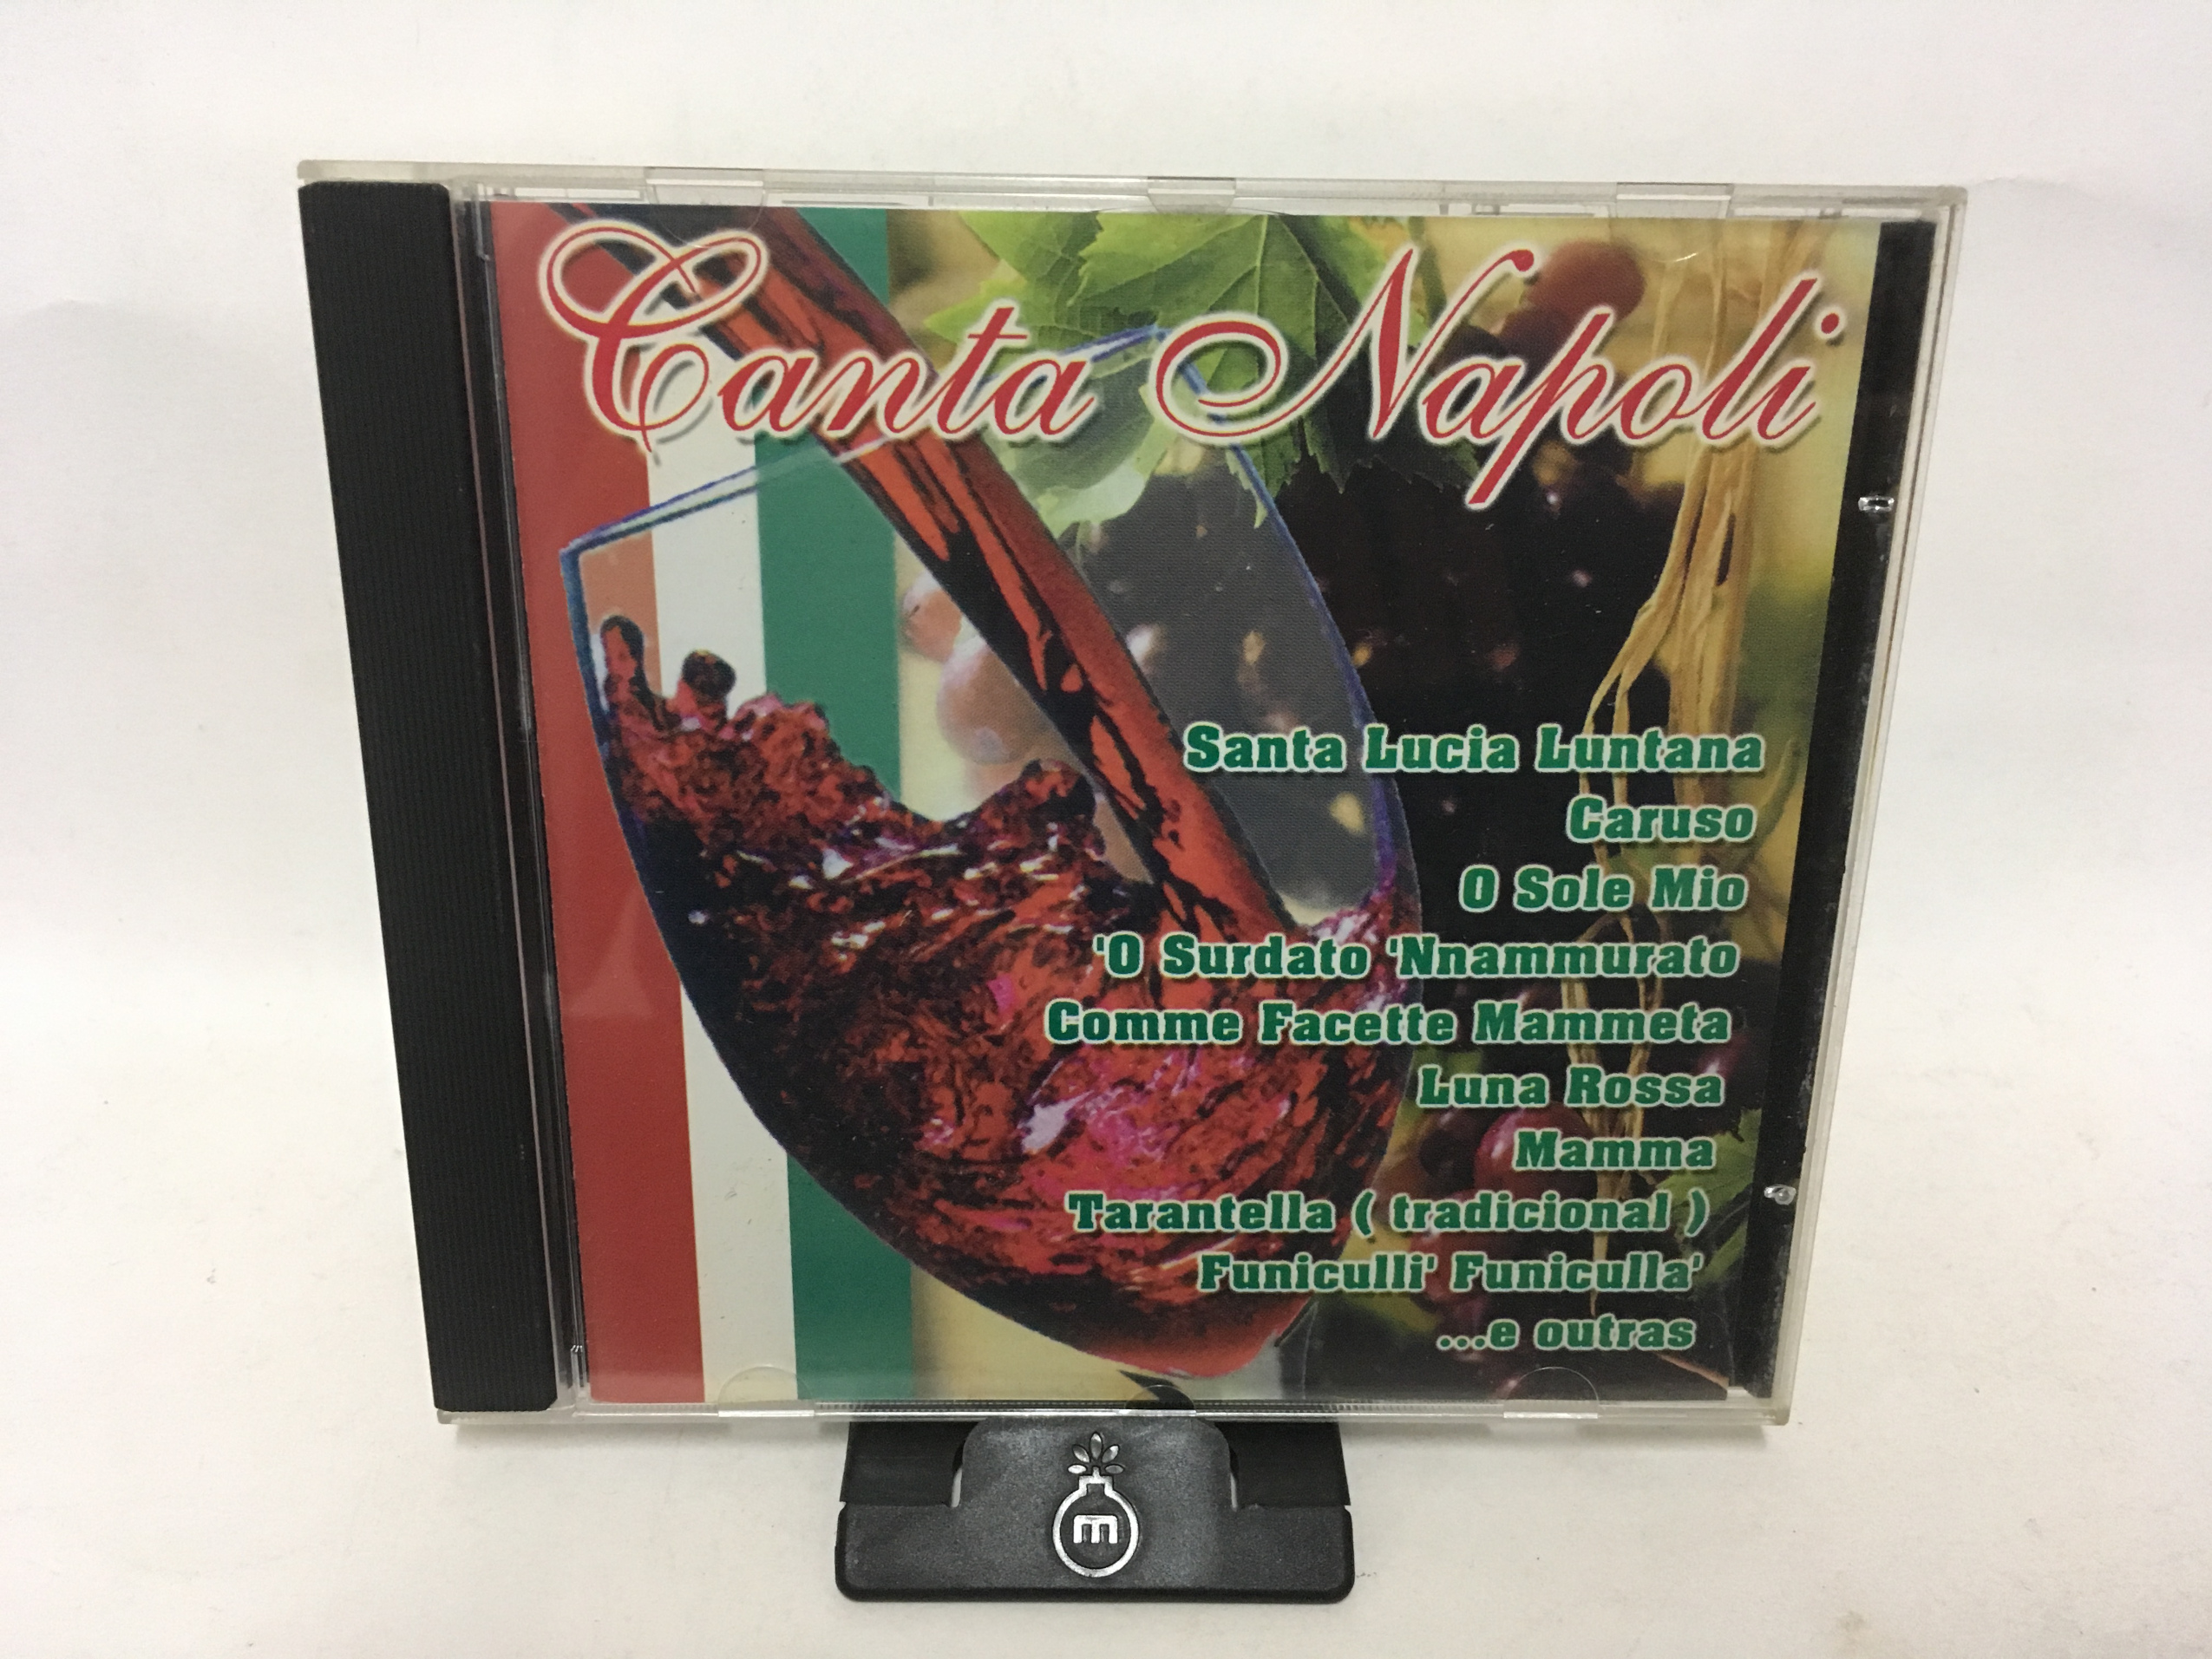 Canta Napoli
Santa Lucia Luntana
Caruso
O Sole Mio
'O Surdato 'Nnammurato
Comme Facette Mammeta
Luna Rossa
Mamma
Tarantella ( tradicional )
Funiculli' Funiculla'
...e outras
m